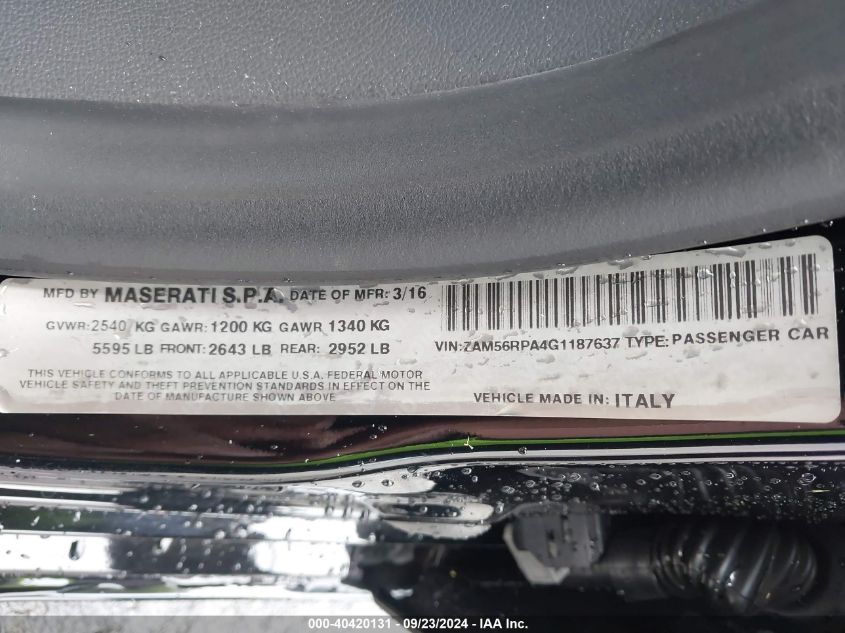 MFD BY MASERATI S.P.A. DATE OF MFR: 3/16
GVWR: 2540 KG GAWR: 1200 KG GAWR 1340 KG
5595 LB FRONT: 2643 LB REAR: 2952 LB
THIS VEHICLE CONFORMS TO ALL APPLICABLE U.S.A. FEDERAL MOTOR
VEHICLE SAFETY AND THEFT PREVENTION STANDARDS IN EFFECT ON THE
DATE OF MANUFACTURE SHOWN ABOVE
VIN: ZAM56RPA4G1187637 TYPE: PASSENGER CAR
VEHICLE MADE IN: ITALY
000-40420131 - 09/23/2024 - IAA Inc.